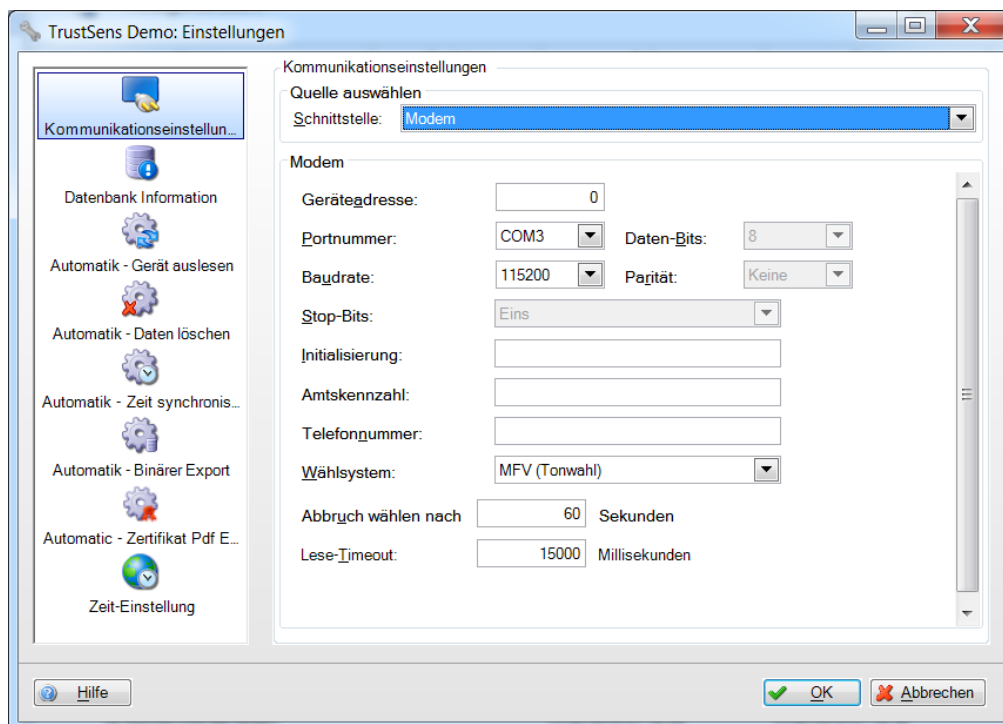 TrustSens Demo: Einstellungen
Kommunikationseinstellun...
Datenbank Information
Automatik - Gerät auslesen
Automatik - Daten löschen
Automatik - Zeit synchronis...
Automatik - Binärer Export
Automatic - Zertifikat Pdf E...
Zeit-Einstellung
Kommunikationseinstellungen
Quelle auswählen
Schnittstelle: Modem
Modem
Geräteadresse: 0
Portnummer: COM3 Daten-Bits: 8
Baudrate: 115200 Parität: Keine
Stop-Bits: Eins
Initialisierung:
Amtskennzahl:
Telefonnummer:
Wählsystem: MFV (Tonwahl)
Abbruch wählen nach 60 Sekunden
Lese-Timeout: 15000 Millisekunden
Hilfe OK Abbrechen